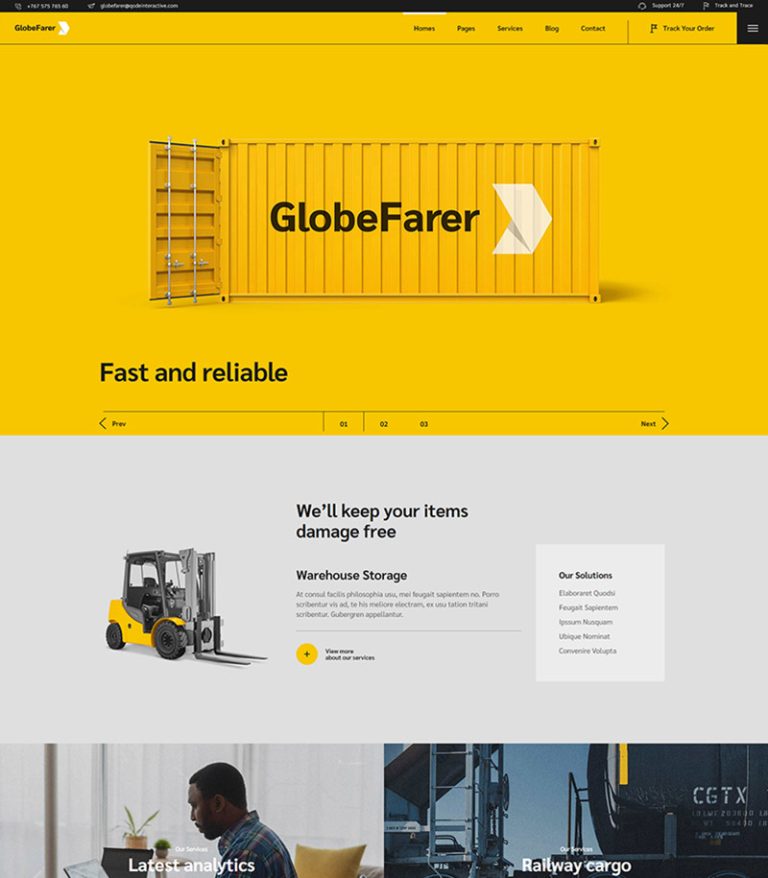 +767 575 765 60
globefarer@qodeinteractive.com
Support 24/7
Track and Trace
GlobeFarer
Homes
Pages
Services
Blog
Contact
Track Your Order
GlobeFarer
Fast and reliable
Prev
01
02
03
Next
We'll keep your items
damage free
Warehouse Storage
At consul facilis philosophia usu, mei feugait sapientem no. Porro
scribentur vis ad, te his meliore electram, ex usu tation tritani
scribentur. Gubergren appellantur.
View more
about our services
Our Solutions
Elaboraret Quodsi
Feugait Sapientem
Ipssum Nusquam
Ubique Nominat
Convenire Volupta
Our Services
Latest analytics
CGTX
Our Services
Railway cargo